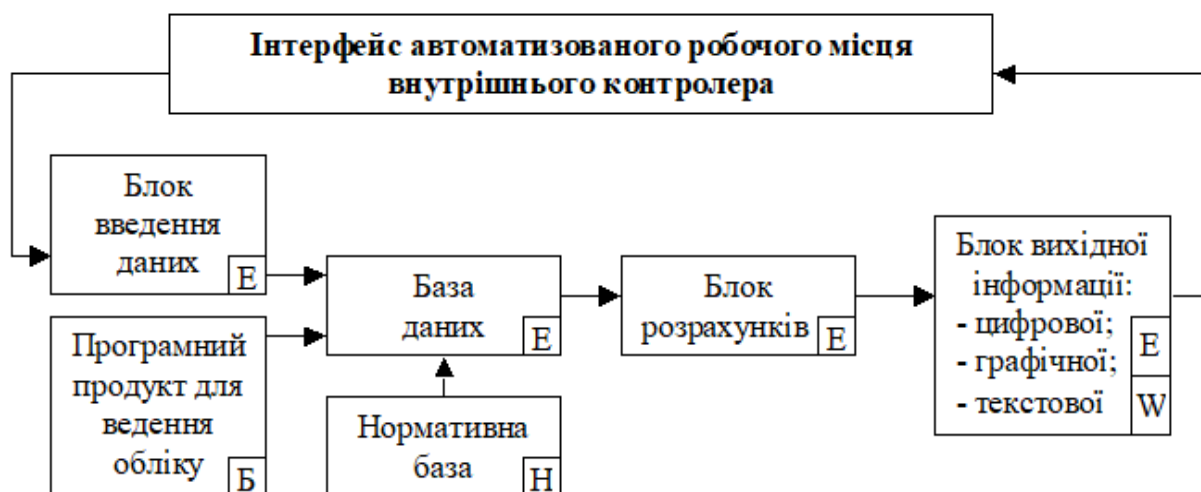 Інтерфейс автоматизованого робочого місця
внутрішнього контролера
Блок
введення
даних
Е
Програмний
продукт для
ведення
обліку
Б
База
даних
Е
Нормативна
база
Н
Блок
розрахунків
Е
Блок вихідної
інформації:
- цифрової;
- графічної;
- текстової
Е
W